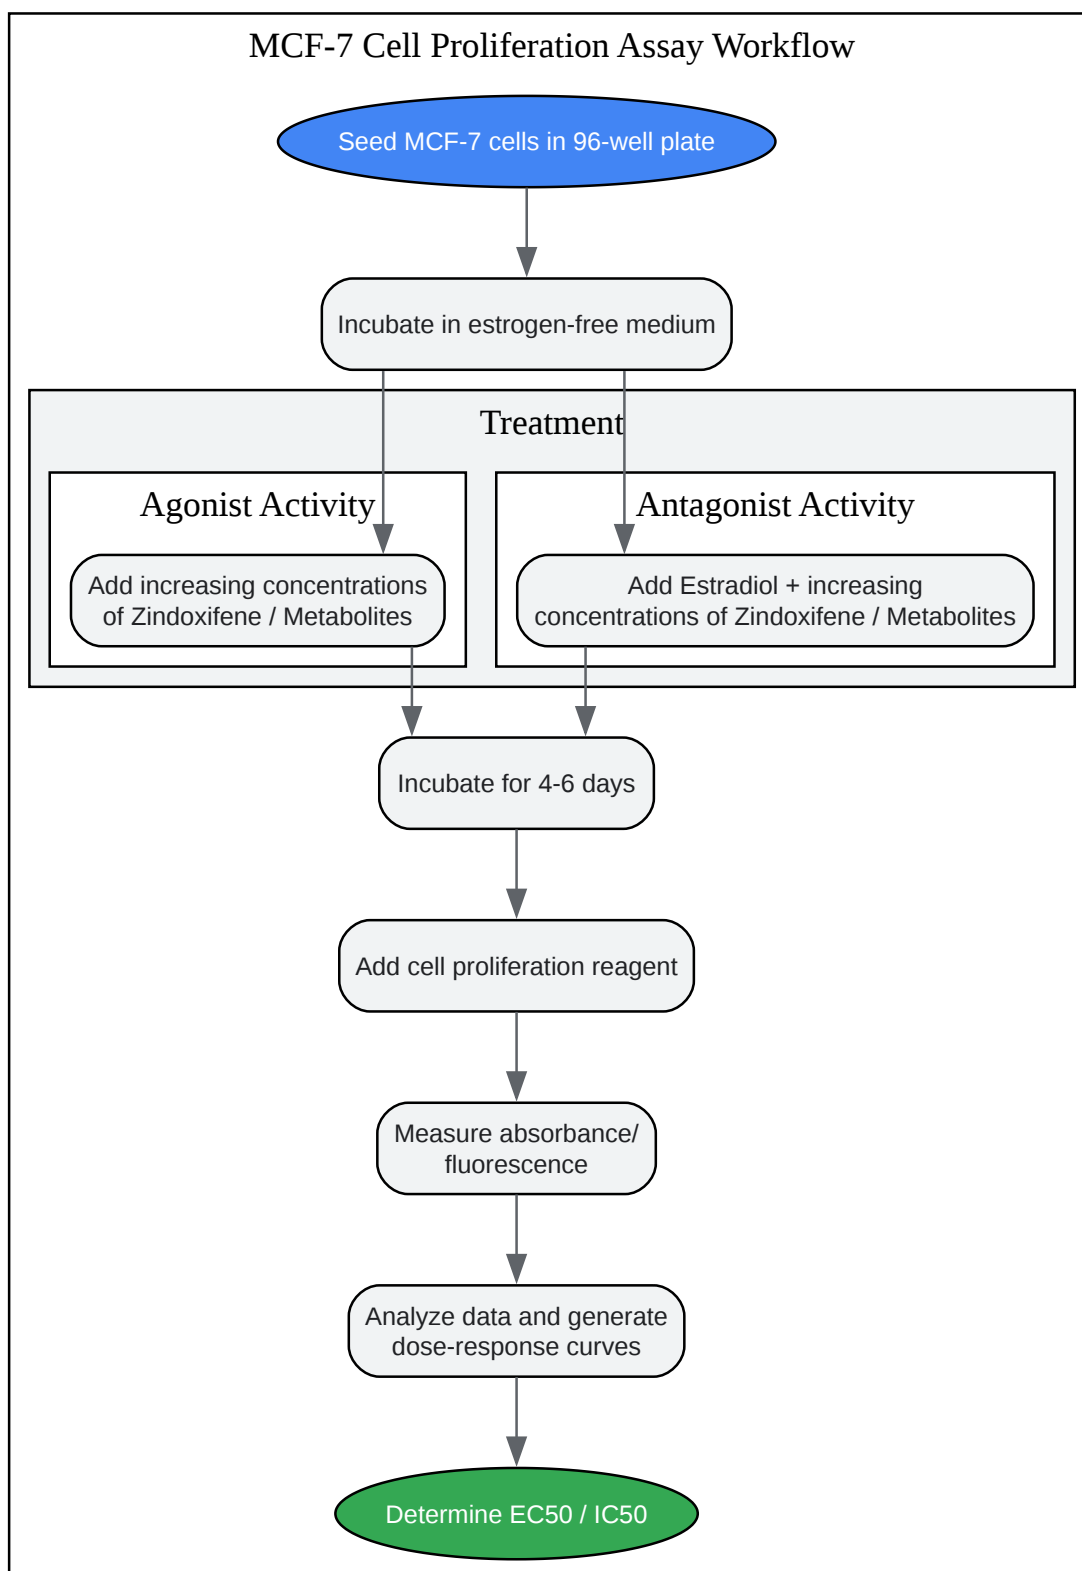 MCF-7 Cell Proliferation Assay Workflow
Seed MCF-7 cells in 96-well plate
Incubate in estrogen-free medium
Treatment
Agonist Activity
Add increasing concentrations
of Zindoxifene / Metabolites
Antagonist Activity
Add Estradiol + increasing
concentrations of Zindoxifene / Metabolites
Incubate for 4-6 days
Add cell proliferation reagent
Measure absorbance/
fluorescence
Analyze data and generate
dose-response curves
Determine EC50 / IC50